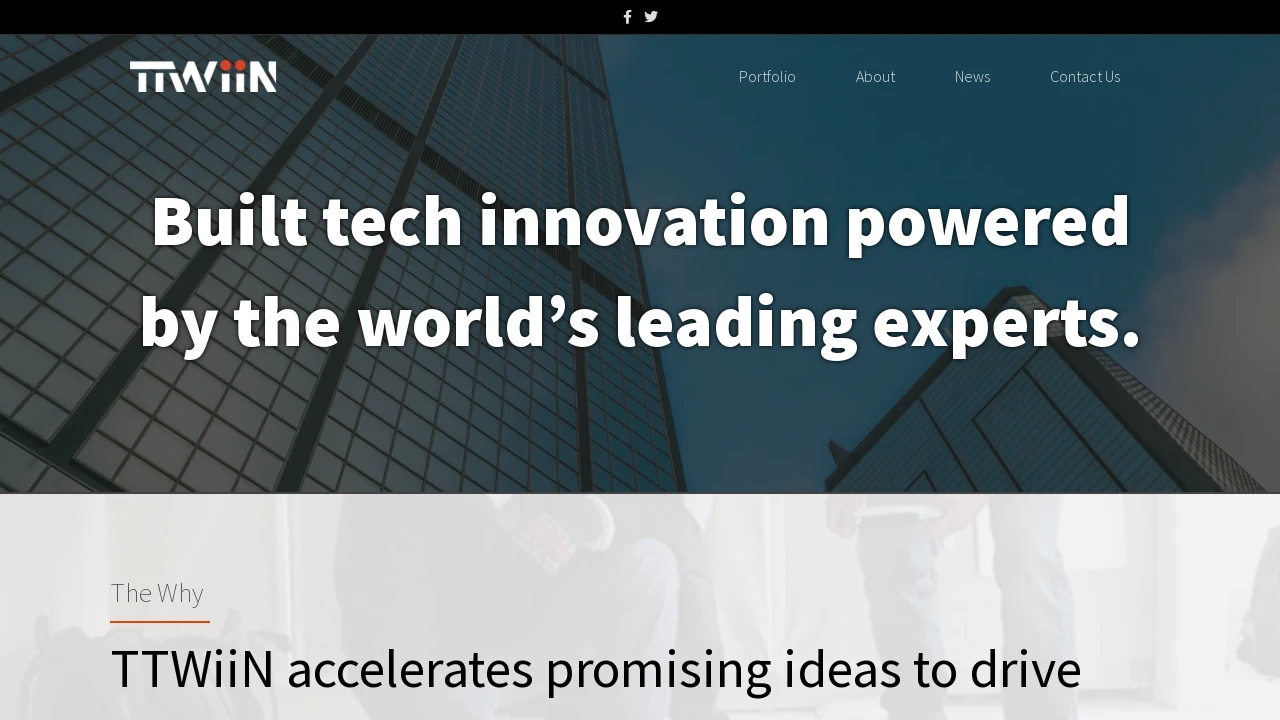 TTWiiN
Portfolio
About
News
Contact Us
Built tech innovation powered
by the world’s leading experts.
The Why
TTWiiN accelerates promising ideas to drive